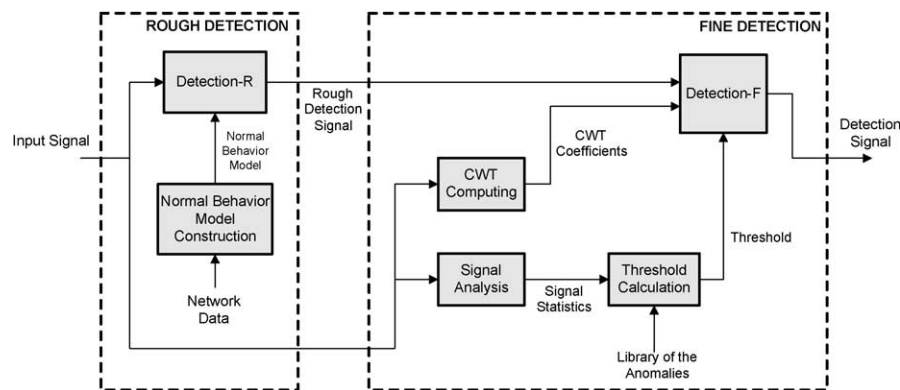 ROUGH DETECTION
FINE DETECTION
Detection-R
Rough
Detection
Signal
Detection-F
Input Signal
Normal
Behavior
Model
CWT
Coefficients
Detection
Signal
CWT
Computing
Normal Behavior
Model
Construction
Threshold
Signal
Analysis
Signal
Statistics
Threshold
Calculation
Network
Data
Library of the
Anomalies